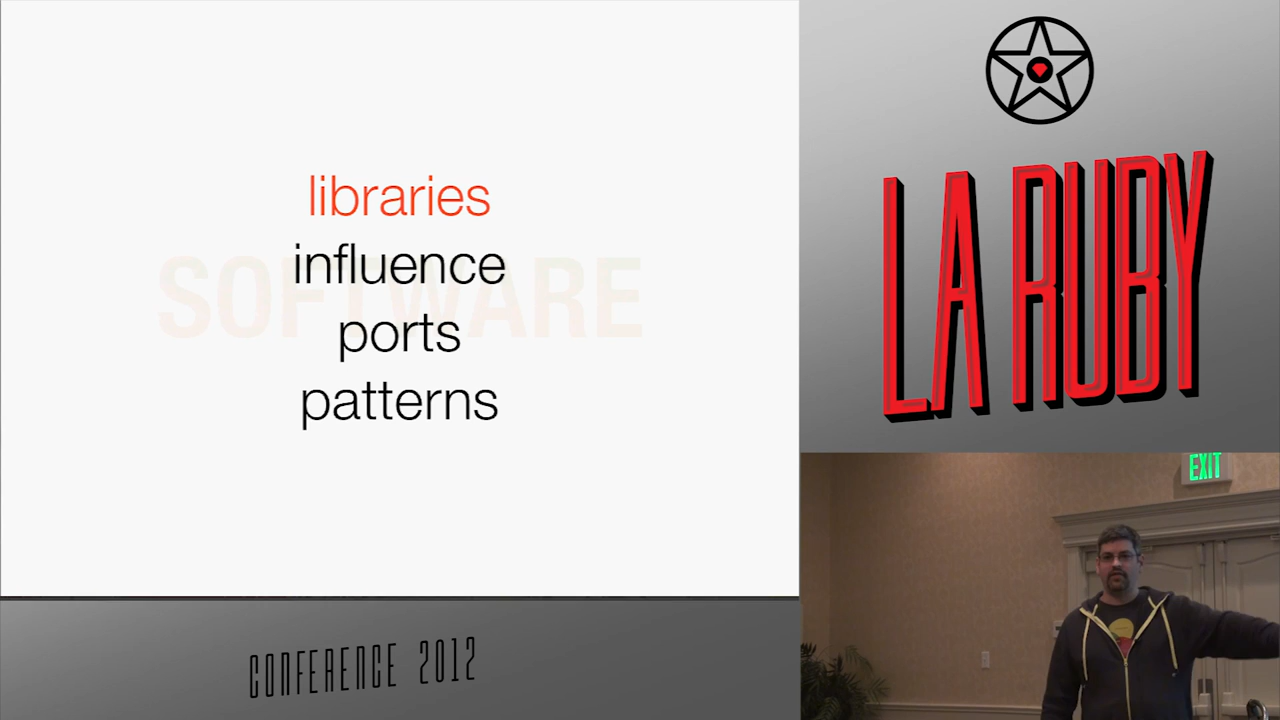 libraries
influence
SOFTWARE
ports
patterns
LA RUBY
EXIT
CONFERENCE 2012